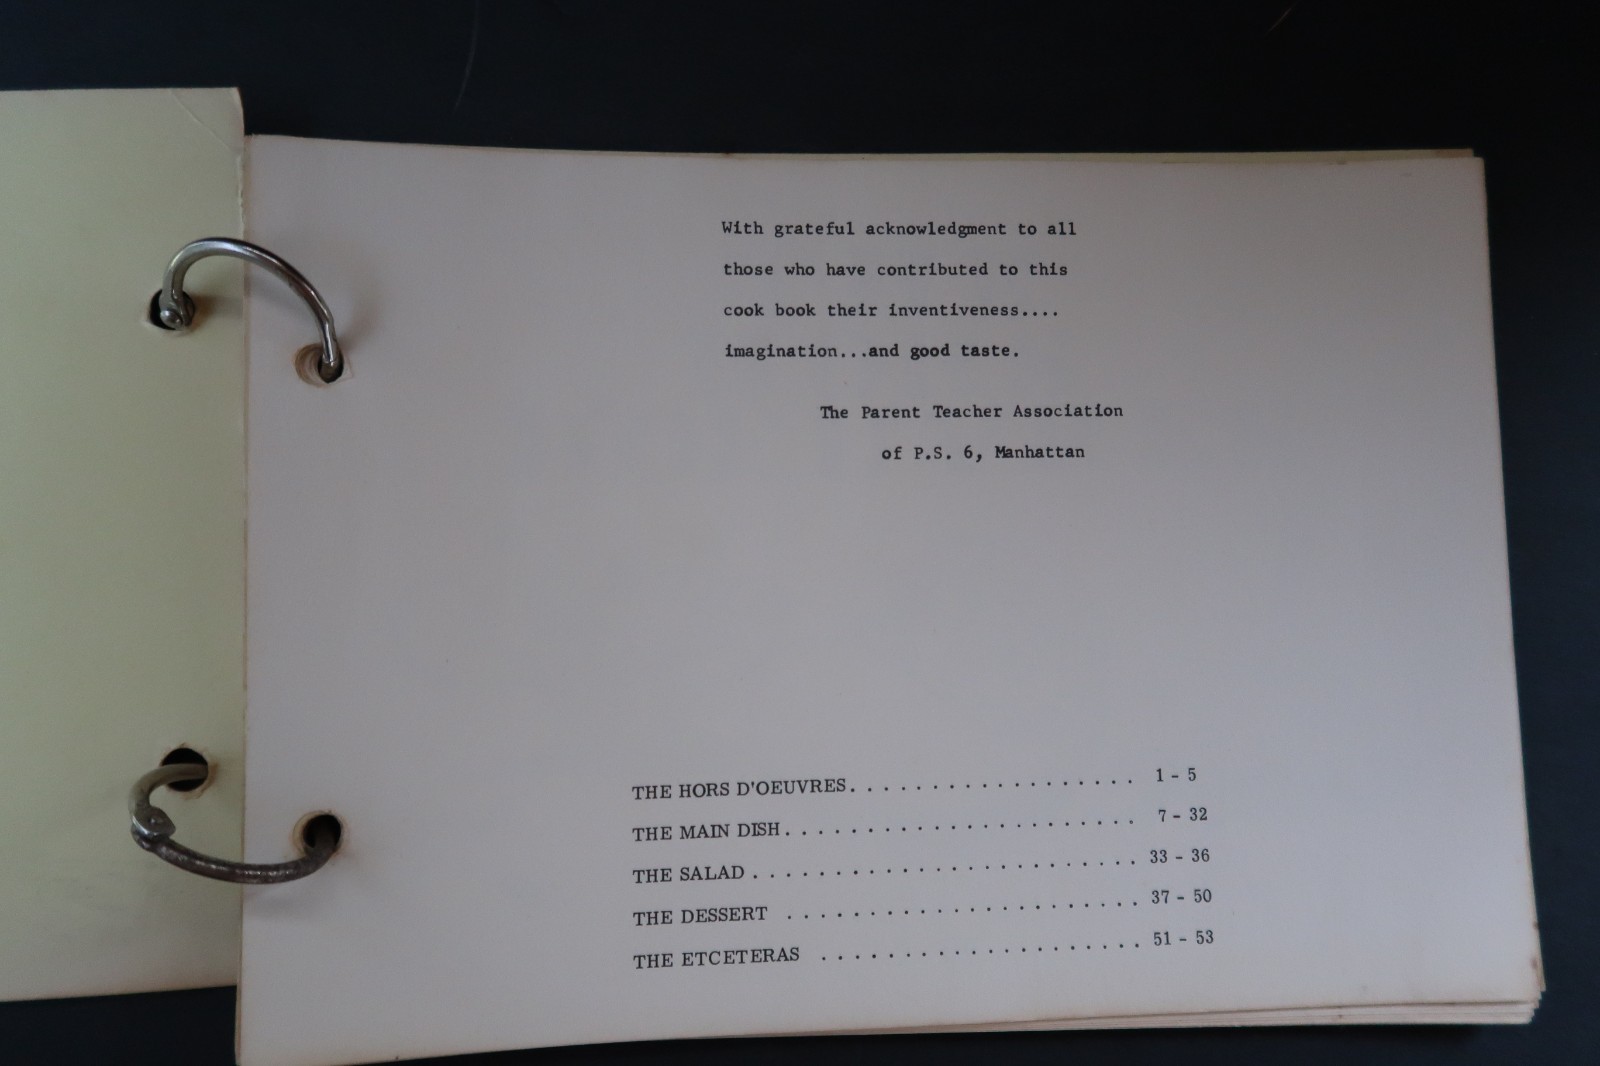 With grateful acknowledgment to all
those who have contributed to this
cook book their inventiveness....
imagination...and good taste.
The Parent Teacher Association
of P.S. 6, Manhattan
THE HORS D'OEUVRES. . . . . . . . . . . . . . . . . . 1 - 5
THE MAIN DISH. . . . . . . . . . . . . . . . . . . . . . 7 - 32
THE SALAD . . . . . . . . . . . . . . . . . . . . . . . . 33 - 36
THE DESSERT . . . . . . . . . . . . . . . . . . . . . . 37 - 50
THE ETCETERAS . . . . . . . . . . . . . . . . . . . . 51 - 53